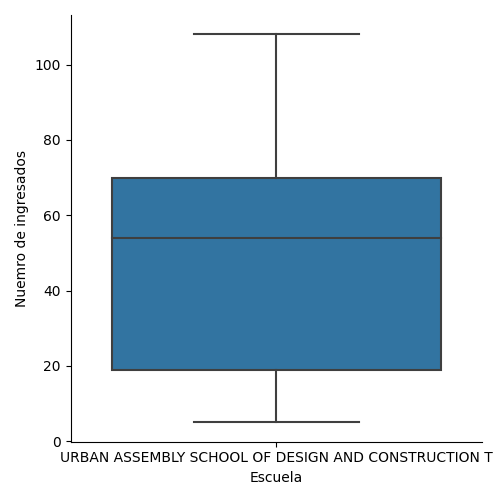 100
80
60
40
20
0
Nuemro de ingresados
URBAN ASSEMBLY SCHOOL OF DESIGN AND CONSTRUCTION T
Escuela